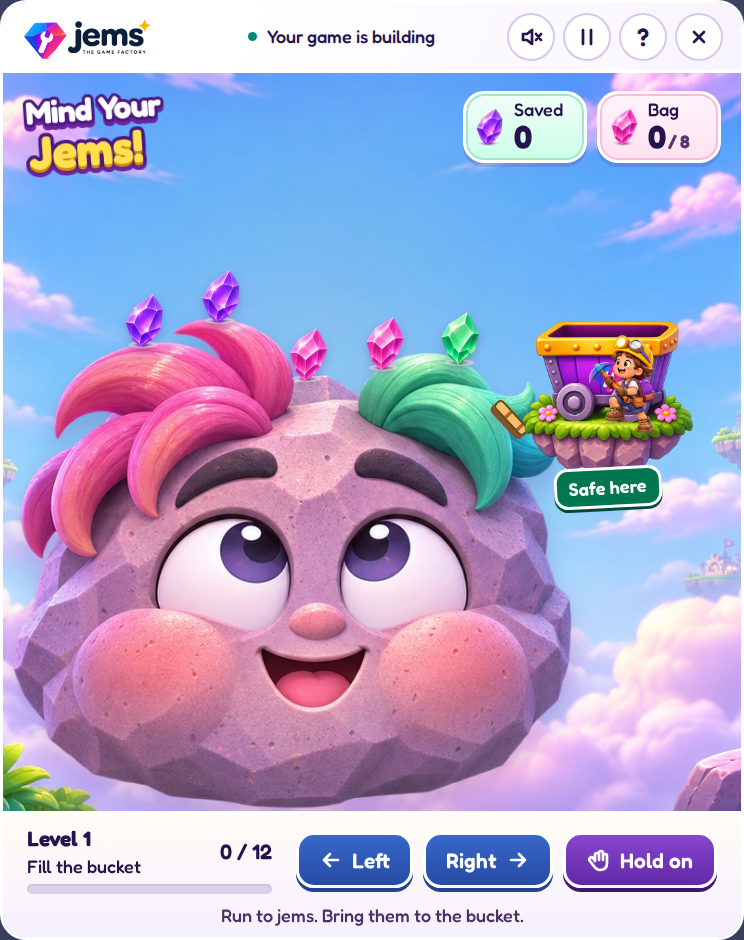 jems
THE GAME FACTORY
Your game is building
?
Mind Your
Jems!
Saved
0
Bag
0/8
Safe here
Level 1
Fill the bucket
0 / 12
Left
Right
Hold on
Run to jems. Bring them to the bucket.